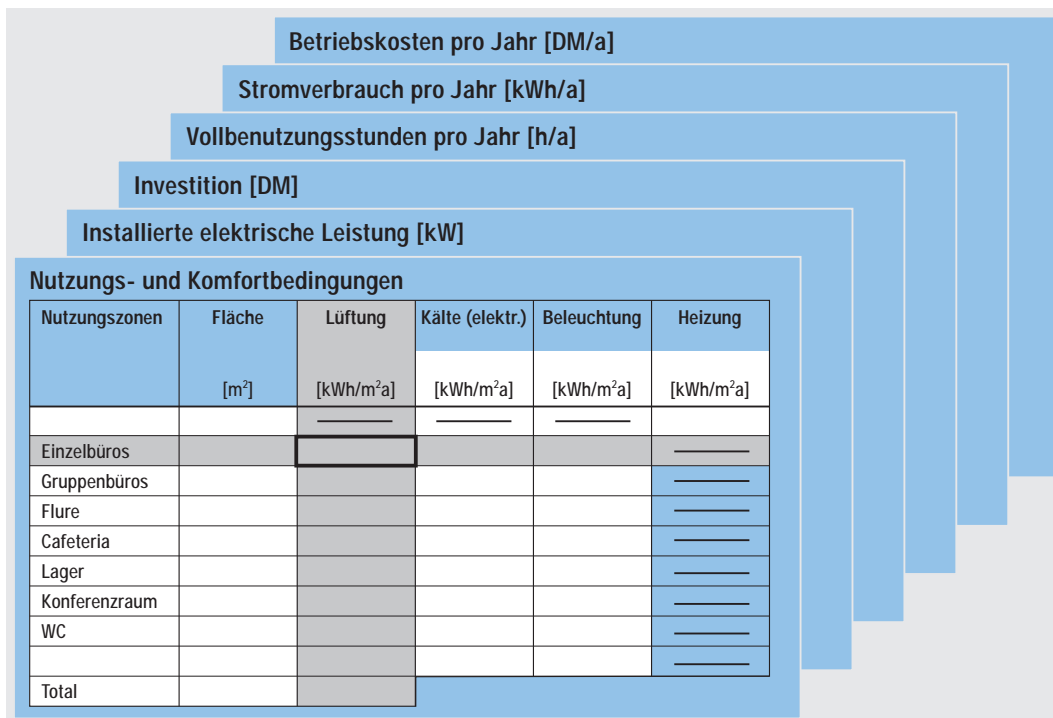 Betriebskosten pro Jahr [DM/a]
Stromverbrauch pro Jahr [kWh/a]
Vollbenutzungsstunden pro Jahr [h/a]
Investition [DM]
Installierte elektrische Leistung [kW]
Nutzungs- und Komfortbedingungen
Nutzungszonen Fläche Lüftung Kälte (elektr.) Beleuchtung Heizung
[m²] [kWh/m²a] [kWh/m²a] [kWh/m²a] [kWh/m²a]
Einzelbüros
Gruppenbüros
Flure
Cafeteria
Lager
Konferenzraum
WC
Total